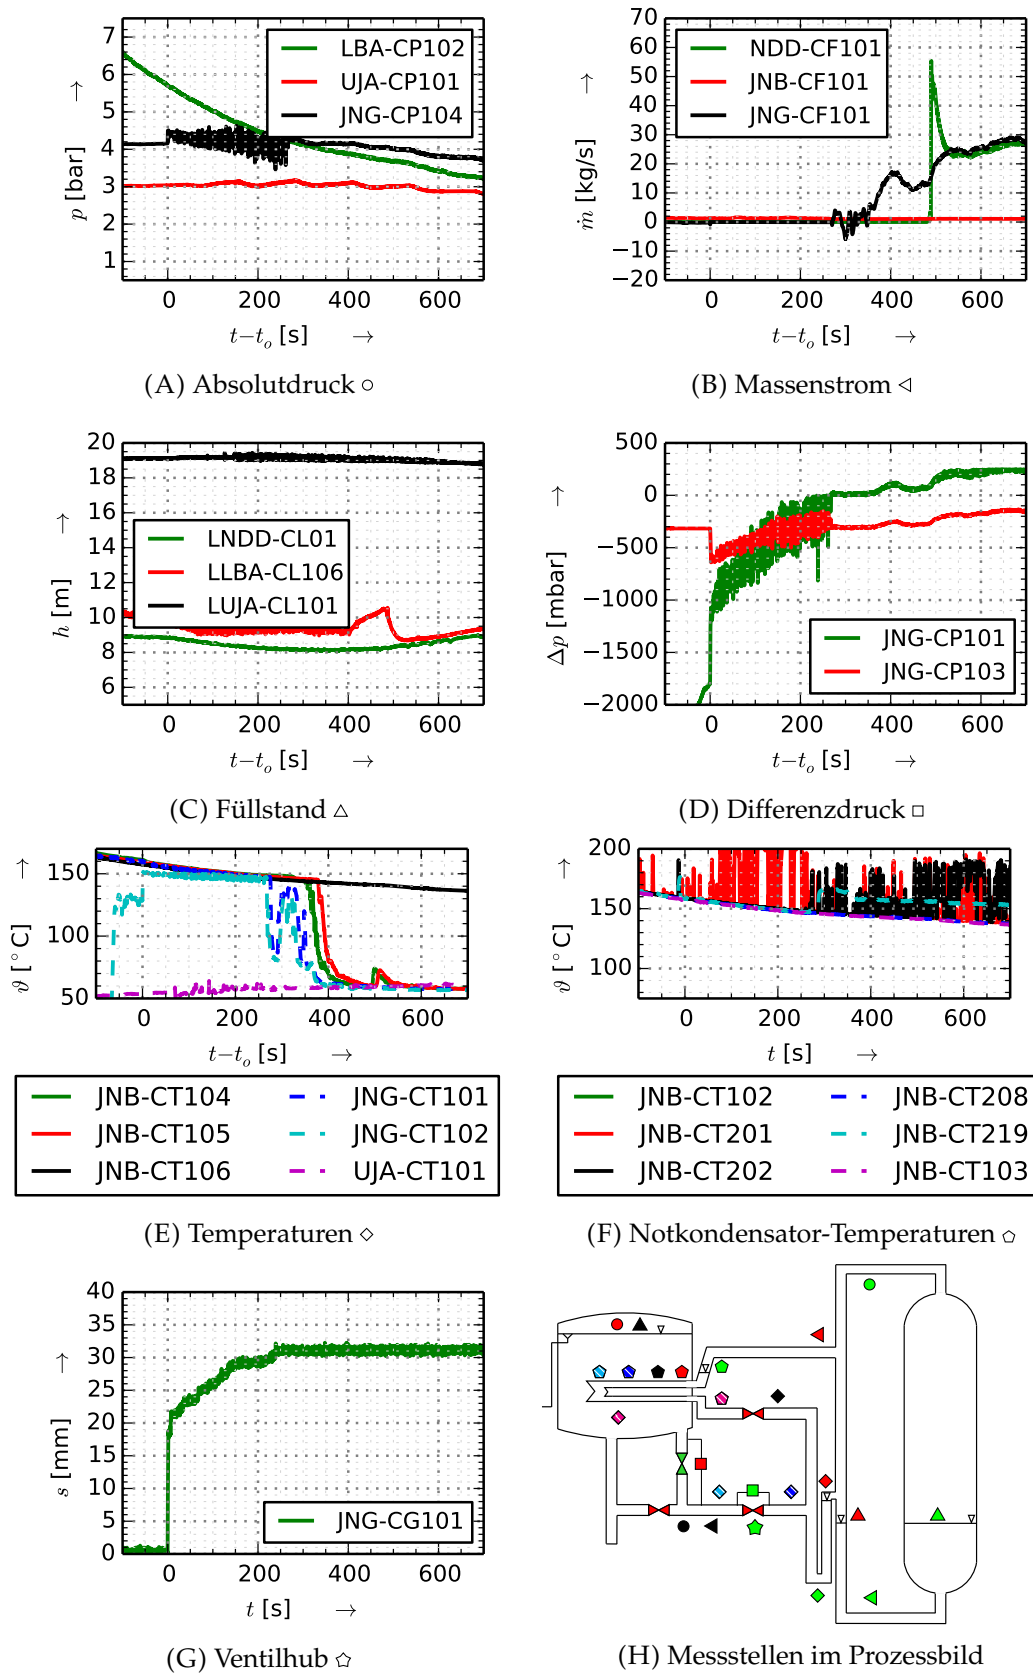 7
6
5
4
3
2
1
p [bar] →
LBA-CP102
UJA-CP101
JNG-CP104
0 200 400 600
t−t₀ [s] →
(A) Absolutdruck ○
70
60
50
40
30
20
10
0
−10
−20
ṁ [kg/s] →
NDD-CF101
JNB-CF101
JNG-CF101
0 200 400 600
t−t₀ [s] →
(B) Massenstrom ◁
20
18
16
14
12
10
8
6
h [m] →
LNDD-CL01
LLBA-CL106
LUJA-CL101
0 200 400 600
t−t₀ [s] →
(C) Füllstand △
500
0
−500
−1000
−1500
−2000
Δp [mbar] →
JNG-CP101
JNG-CP103
0 200 400 600
t−t₀ [s] →
(D) Differenzdruck □
150
100
50
ϑ [°C] →
0 200 400 600
t−t₀ [s] →
JNB-CT104 JNG-CT101
JNB-CT105 JNG-CT102
JNB-CT106 UJA-CT101
(E) Temperaturen ◇
200
150
100
ϑ [°C] →
0 200 400 600
t [s] →
JNB-CT102 JNB-CT208
JNB-CT201 JNB-CT219
JNB-CT202 JNB-CT103
(F) Notkondensator-Temperaturen ⬠
40
35
30
25
20
15
10
5
0
s [mm] →
JNG-CG101
0 200 400 600
t [s] →
(G) Ventilhub ☆
(H) Messstellen im Prozessbild